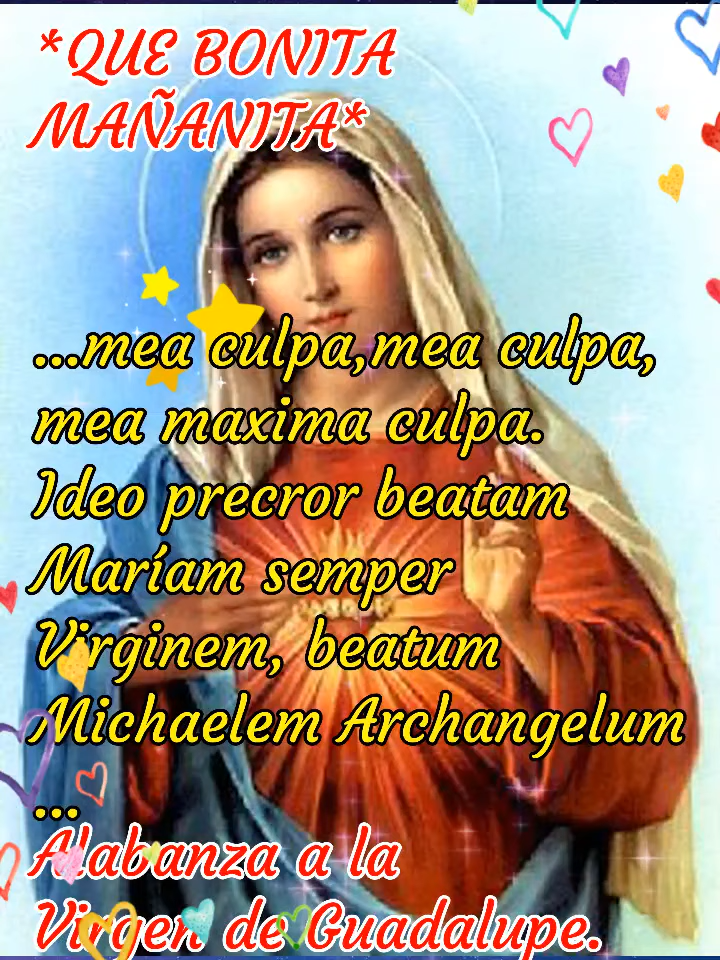 *QUE BONITA
MAÑANITA*
...mea culpa,mea culpa,
mea maxima culpa.
Ideo precror beatam
Maríam semper
Virginem, beatum
Michaelem Archangelum
...
Alabanza a la
Virgen de Guadalupe.